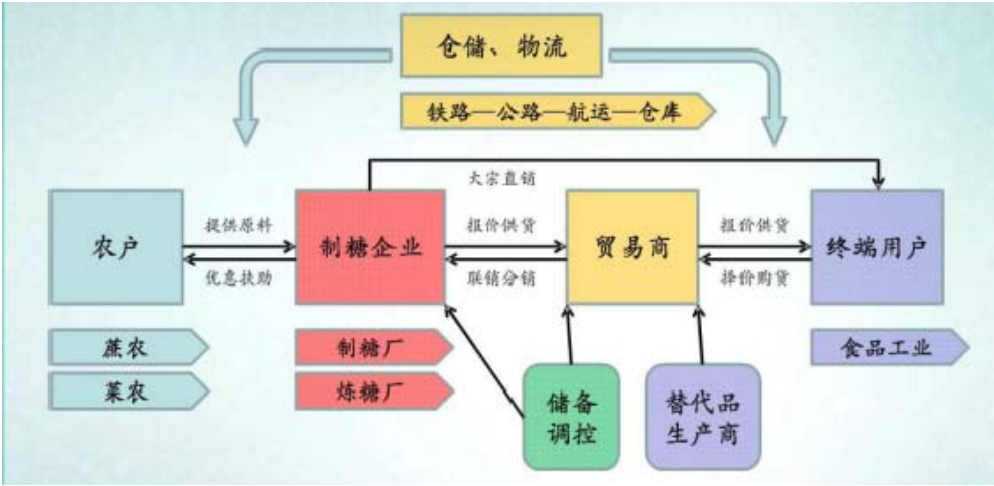 仓储、物流
铁路—公路—航运—仓库
大宗直销
农户
提供原料
优惠扶助
制糖企业
报价供货
联销分销
贸易商
报价供货
择价购货
终端用户
蔗农
菜农
制糖厂
炼糖厂
储备
调控
替代品
生产商
食品工业